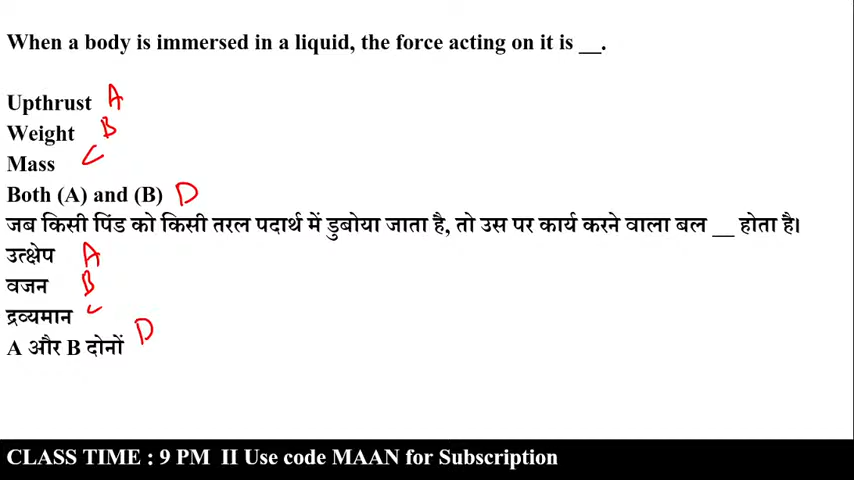 When a body is immersed in a liquid, the force acting on it is __.
Upthrust A
Weight B
Mass C
Both (A) and (B) D
जब किसी पिंड को किसी तरल पदार्थ में डुबोया जाता है, तो उस पर कार्य करने वाला बल __ होता है।
उत्क्षेप A
वजन B
द्रव्यमान
A और B दोनों D
CLASS TIME : 9 PM II Use code MAAN for Subscription